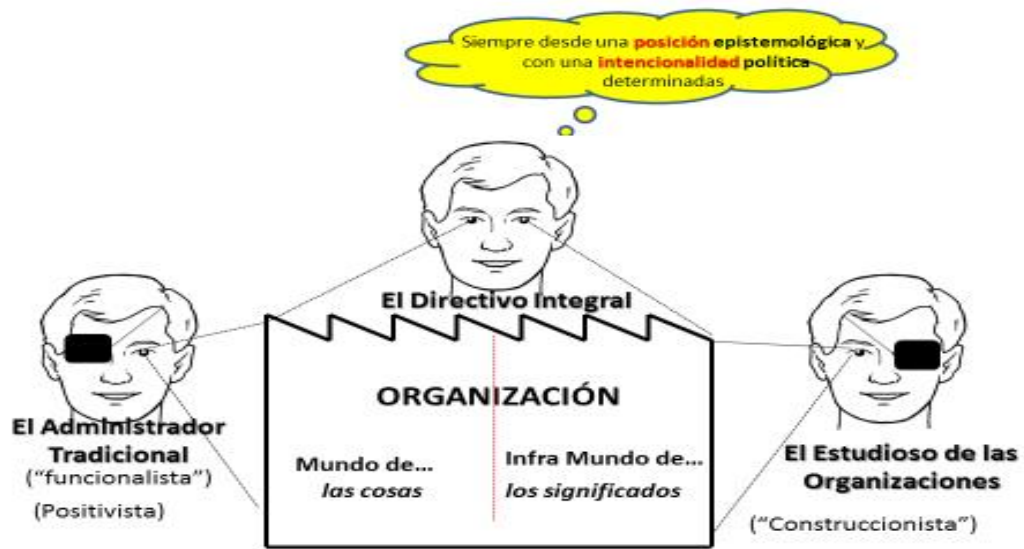 Siempre desde una posición epistemológica y
con una intencionalidad política
determinadas
El Directivo Integral
El Administrador
Tradicional
(“funcionalista”)
(Positivista)
ORGANIZACIÓN
Mundo de...
las cosas
Infra Mundo de...
los significados
El Estudioso de las
Organizaciones
(“Construccionista”)